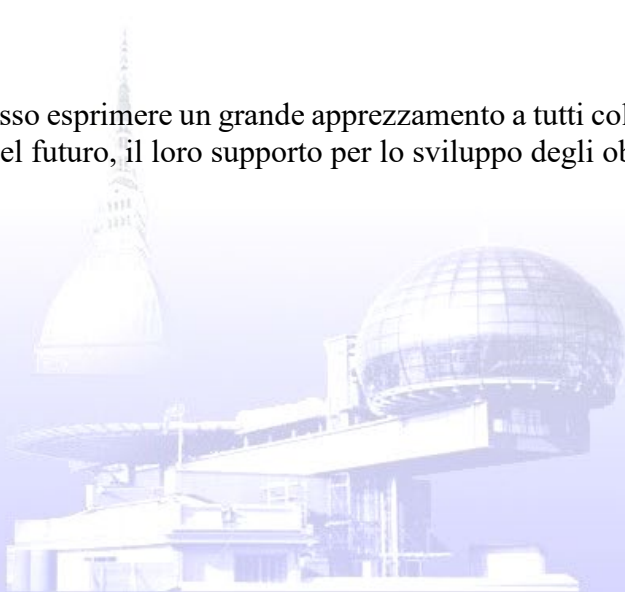 sso esprimere un grande apprezzamento a tutti col
el futuro, il loro supporto per lo sviluppo degli ob